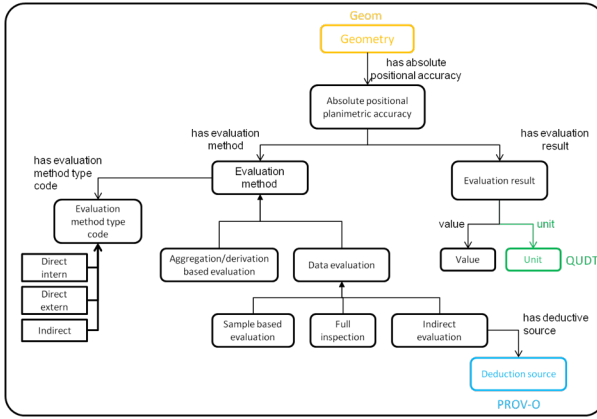 Geom
Geometry
has absolute
positional accuracy
Absolute positional
planimetric accuracy
has evaluation
method
has evaluation
result
has evaluation
method type
code
Evaluation
method
Evaluation result
Evaluation
method type
code
value
unit
Value
Unit
QUDT
Direct
intern
Direct
extern
Indirect
Aggregation/derivation
based evaluation
Data evaluation
Sample based
evaluation
Full
inspection
Indirect
evaluation
has deductive
source
Deduction source
PROV-O